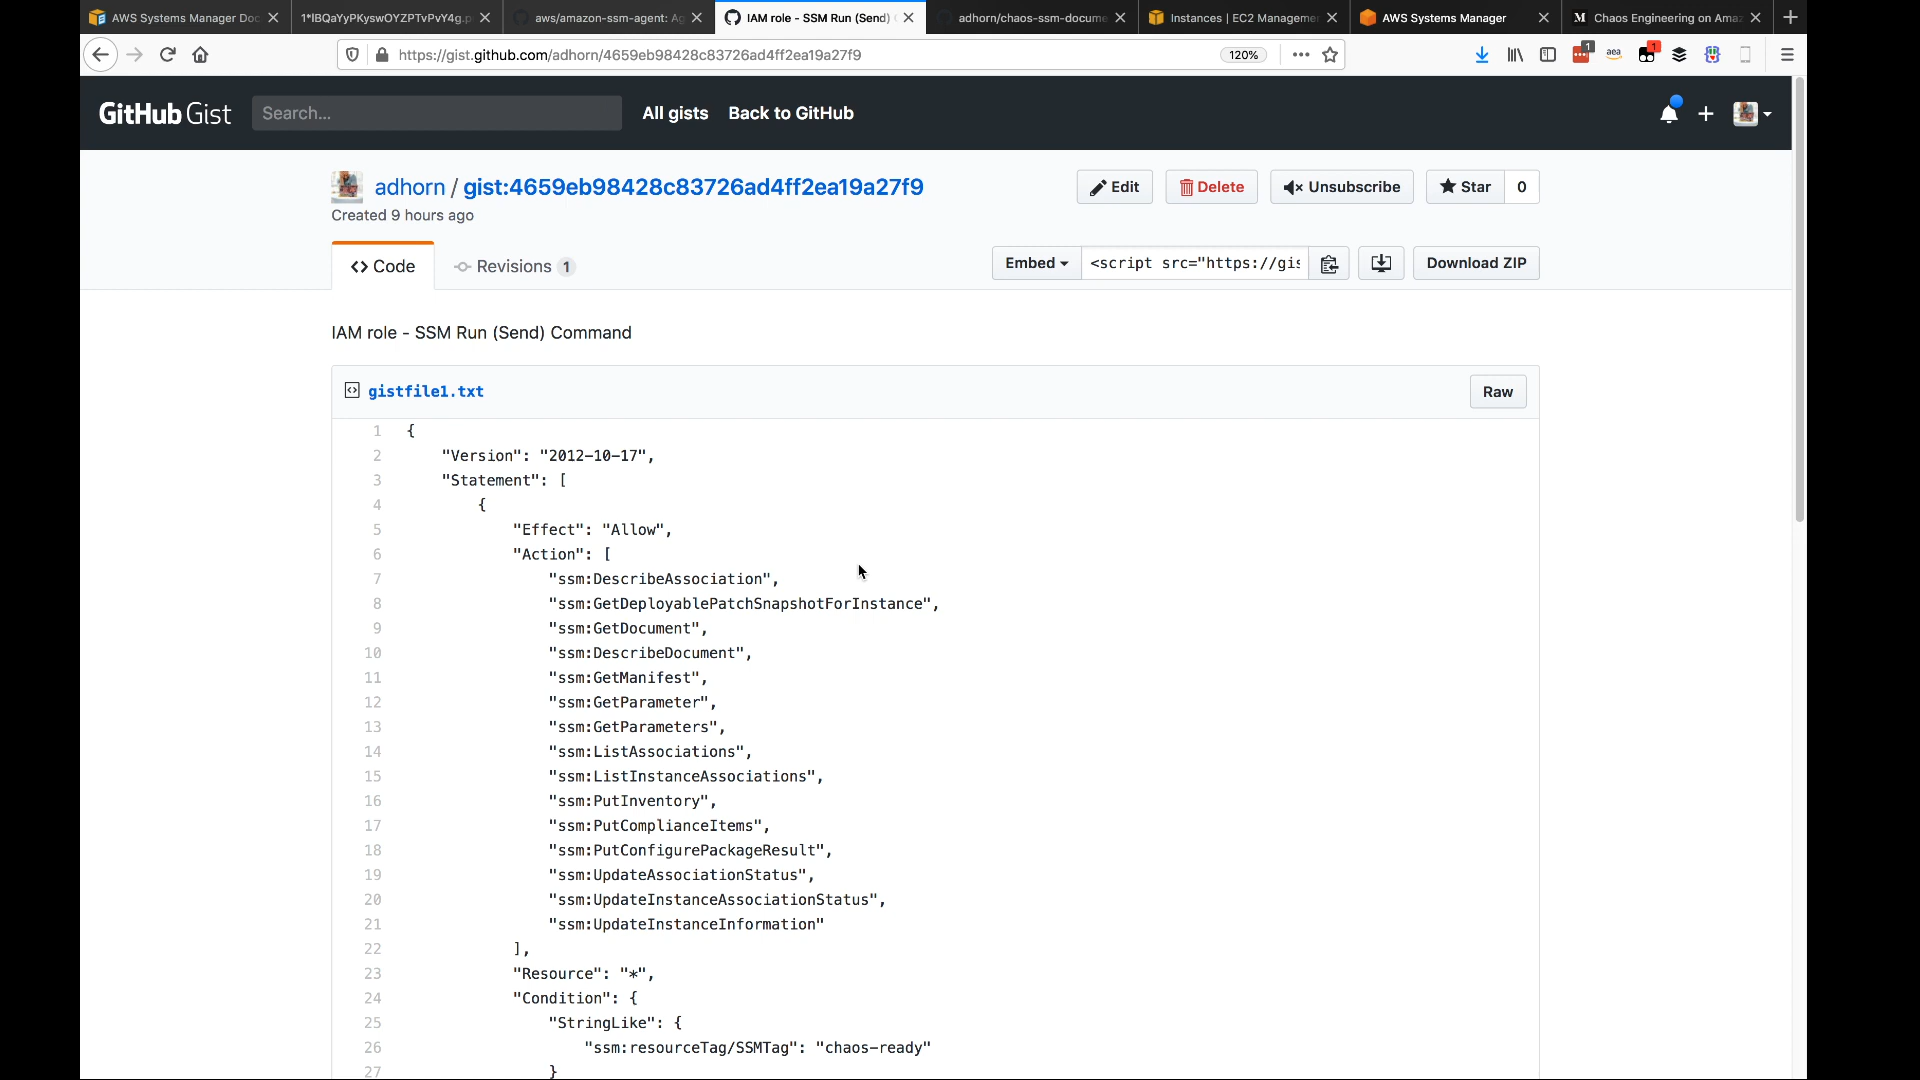 AWS Systems Manager Doc
1*IBQaYyPKyswOYZPTvPvY4g.p
aws/amazon-ssm-agent: Ag
IAM role - SSM Run (Send) C
adhorn/chaos-ssm-docume
Instances | EC2 Manageme
AWS Systems Manager
M Chaos Engineering on Amaz
https://gist.github.com/adhorn/4659eb98428c83726ad4ff2ea19a27f9
120%
1
aea
1
GitHub Gist
Search...
All gists
Back to GitHub
adhorn / gist:4659eb98428c83726ad4ff2ea19a27f9
Edit
Delete
Unsubscribe
Star 0
Created 9 hours ago
Code
Revisions 1
Embed
<script src="https://gis
Download ZIP
IAM role - SSM Run (Send) Command
gistfile1.txt
Raw
1 {
2 "Version": "2012-10-17",
3 "Statement": [
4 {
5 "Effect": "Allow",
6 "Action": [
7 "ssm:DescribeAssociation",
8 "ssm:GetDeployablePatchSnapshotForInstance",
9 "ssm:GetDocument",
10 "ssm:DescribeDocument",
11 "ssm:GetManifest",
12 "ssm:GetParameter",
13 "ssm:GetParameters",
14 "ssm:ListAssociations",
15 "ssm:ListInstanceAssociations",
16 "ssm:PutInventory",
17 "ssm:PutComplianceItems",
18 "ssm:PutConfigurePackageResult",
19 "ssm:UpdateAssociationStatus",
20 "ssm:UpdateInstanceAssociationStatus",
21 "ssm:UpdateInstanceInformation"
22 ],
23 "Resource": "*",
24 "Condition": {
25 "StringLike": {
26 "ssm:resourceTag/SSMTag": "chaos-ready"
27 }